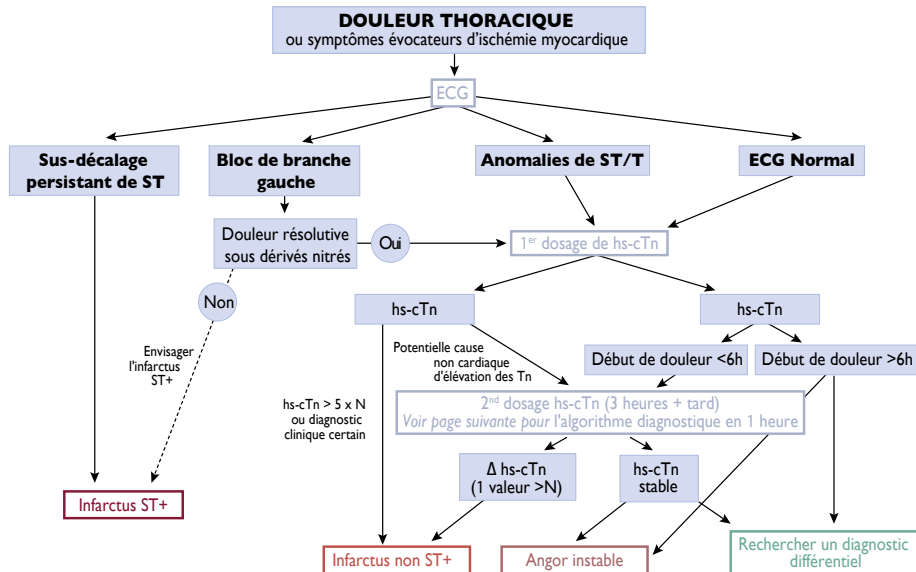 DOULEUR THORACIQUE
ou symptômes évocateurs d'ischémie myocardique
ECG
Sus-décalage
persistant de ST
Bloc de branche
gauche
Anomalies de ST/T
ECG Normal
Douleur résolutive
sous dérivés nitrés
Oui
1er dosage de hs-cTn
Non
hs-cTn
hs-cTn
Envisager
l'infarctus
ST+
Potentielle cause
non cardiaque
d'élévation des Tn
Début de douleur <6h
Début de douleur >6h
hs-cTn > 5 x N
ou diagnostic
clinique certain
2nd dosage hs-cTn (3 heures + tard)
Voir page suivante pour l'algorithme diagnostique en 1 heure
Δ hs-cTn
(1 valeur >N)
hs-cTn
stable
Infarctus ST+
Infarctus non ST+
Angor instable
Rechercher un diagnostic
différentiel